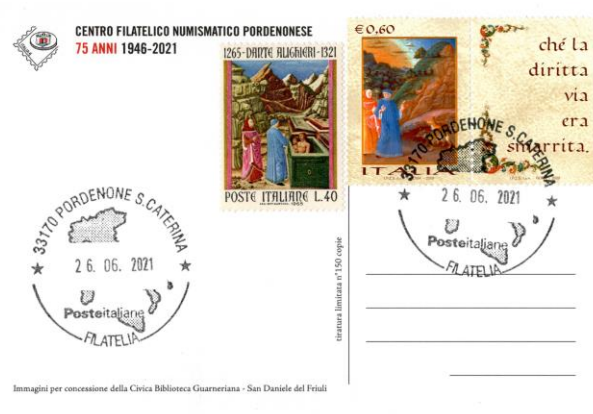 CENTRO FILATELICO NUMISMATICO PORDENONESE
75 ANNI 1946-2021
1265-DANTE ALIGHIERI-1321
POSTE ITALIANE L.40
€0,60
ITALIA
ché la
diritta
via
era
smarrita.
33170 PORDENONE S. CATERINA
26.06.2021
Posteitaliane
FILATELIA
33170 PORDENONE S. CATERINA
26.06.2021
Posteitaliane
FILATELIA
tiratura limitata n°150 copie
Immagini per concessione della Civica Biblioteca Guarneriana - San Daniele del Friuli